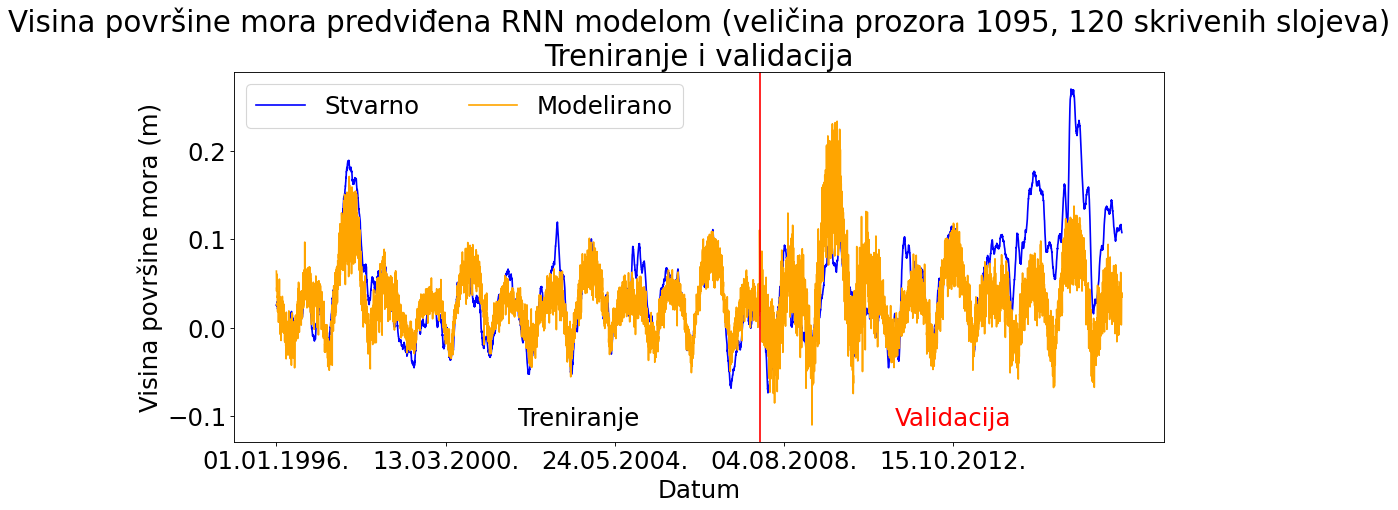 Visina površine mora predviđena RNN modelom (veličina prozora 1095, 120 skrivenih slojeva)
Treniranje i validacija
Stvarno Modelirano
Visina površine mora (m)
0.2
0.1
0.0
−0.1
Treniranje Validacija
01.01.1996. 13.03.2000. 24.05.2004. 04.08.2008. 15.10.2012.
Datum